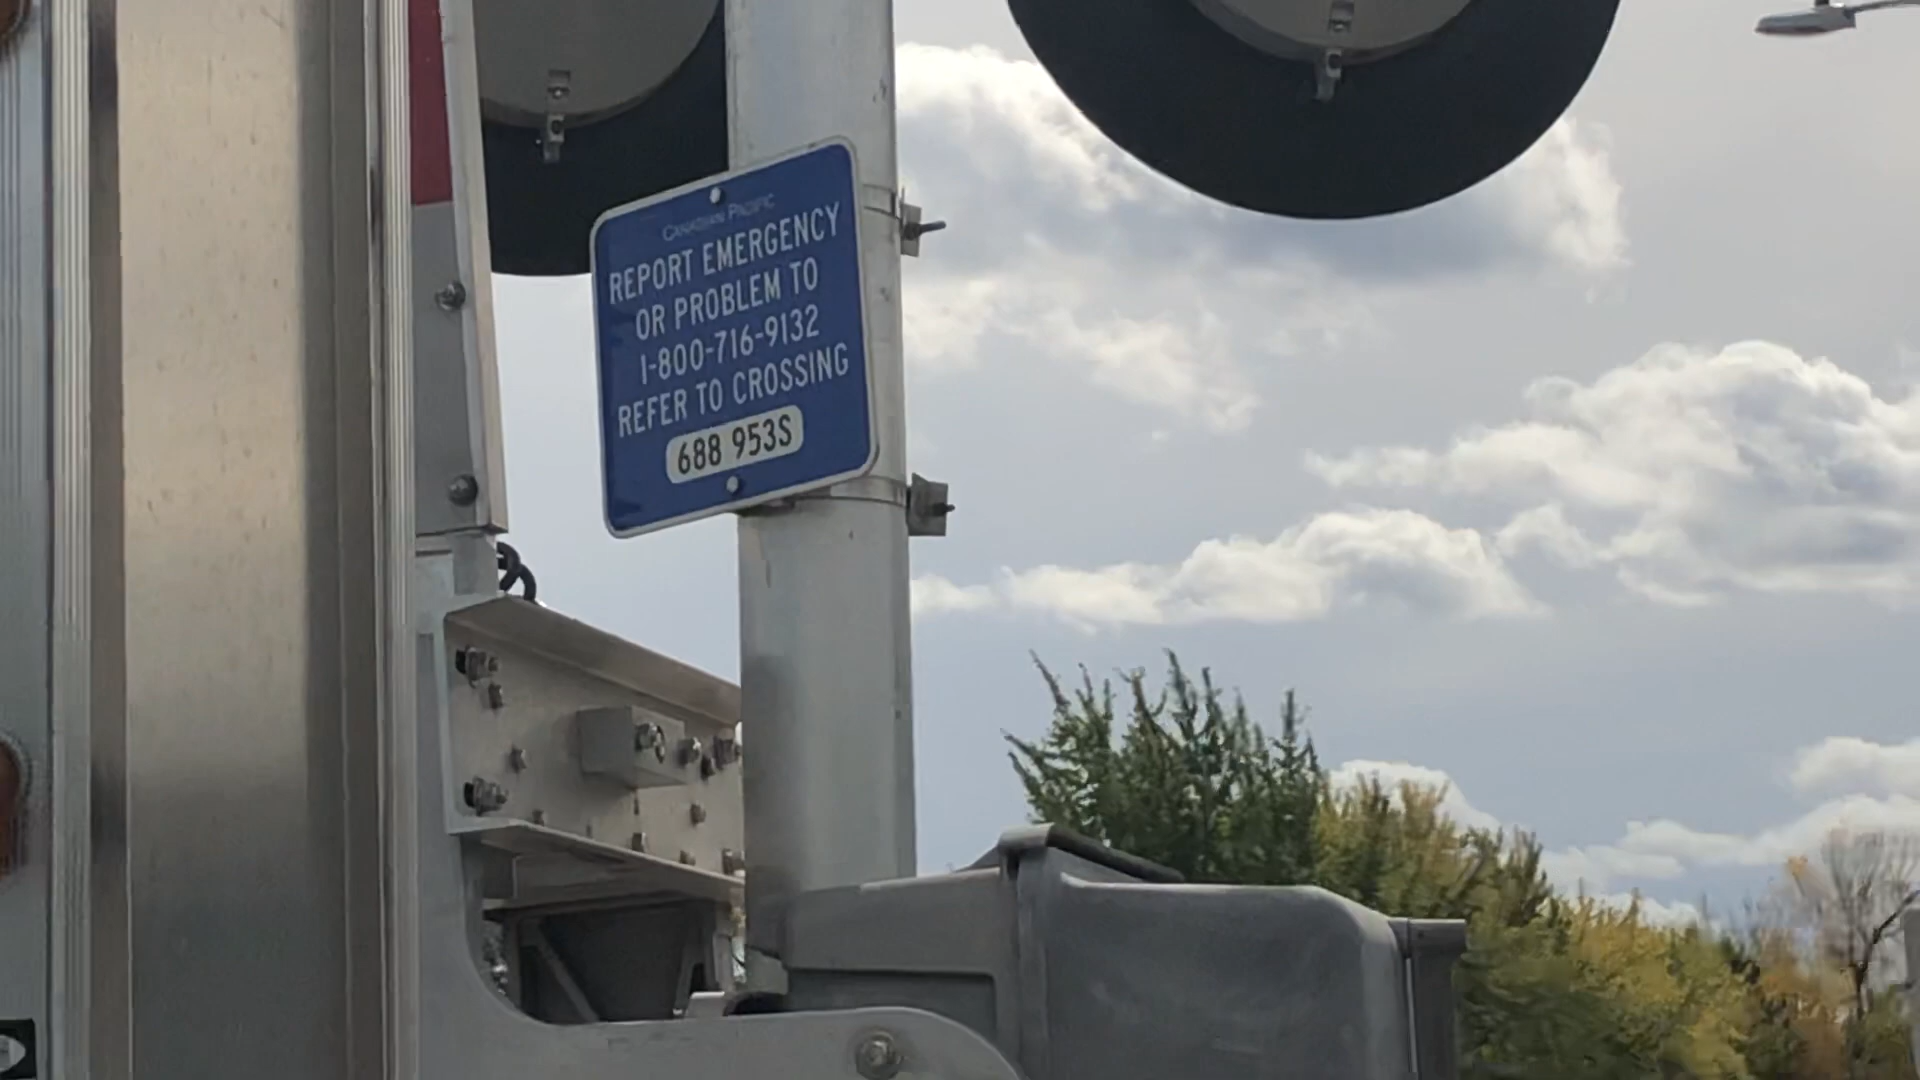 CANADIAN PACIFIC
REPORT EMERGENCY
OR PROBLEM TO
1-800-716-9132
REFER TO CROSSING
688 953S